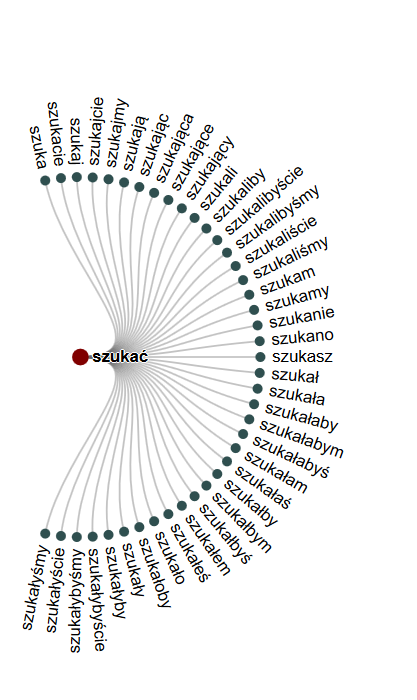 szuka
szukacie
szukaj
szukajcie
szukajmy
szukają
szukając
szukająca
szukające
szukający
szukali
szukaliby
szukalibyście
szukalibyśmy
szukaliście
szukaliśmy
szukam
szukamy
szukanie
szukano
szukasz
szukać
szukał
szukała
szukałaby
szukałabym
szukałabyś
szukałam
szukałaś
szukałby
szukałbym
szukałbyś
szukałem
szukałeś
szukało
szukałoby
szukały
szukałyby
szukałybyście
szukałybyśmy
szukałyście
szukałyśmy